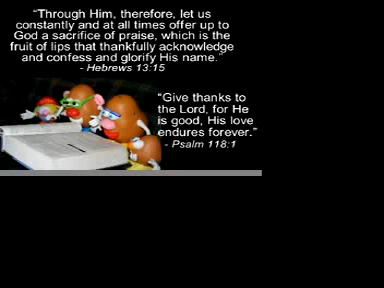 “Through Him, therefore, let us
constantly and at all times offer up to
God a sacrifice of praise, which is the
fruit of lips that thankfully acknowledge
and confess and glorify His name.”
- Hebrews 13:15
“Give thanks to
the Lord, for He
is good, His love
endures forever.”
- Psalm 118:1